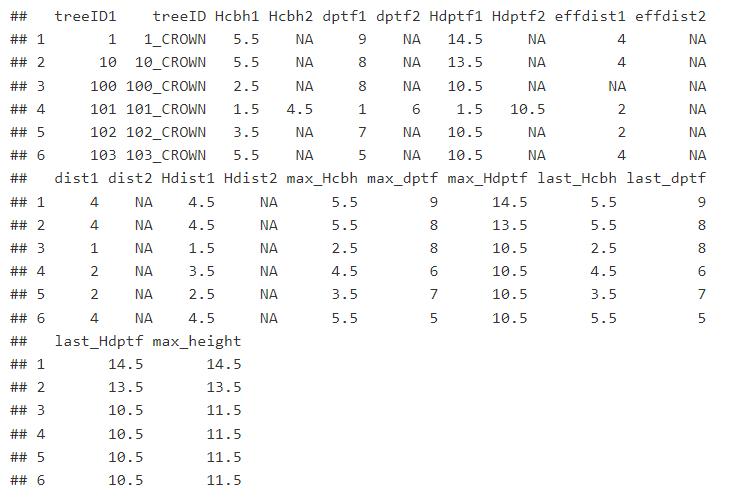 ##   treeID1     treeID Hcbh1 Hcbh2 dptf1 dptf2 Hdptf1 Hdptf2 effdist1 effdist2
## 1       1    1_CROWN   5.5    NA     9    NA   14.5     NA        4       NA
## 2      10   10_CROWN   5.5    NA     8    NA   13.5     NA        4       NA
## 3     100  100_CROWN   2.5    NA     8    NA   10.5     NA       NA       NA
## 4     101  101_CROWN   1.5   4.5     1     6    1.5   10.5        2       NA
## 5     102  102_CROWN   3.5    NA     7    NA   10.5     NA        2       NA
## 6     103  103_CROWN   5.5    NA     5    NA   10.5     NA        4       NA
##   dist1 dist2 Hdist1 Hdist2 max_Hcbh max_dptf max_Hdptf last_Hcbh last_dptf
## 1     4    NA    4.5     NA      5.5        9      14.5       5.5         9
## 2     4    NA    4.5     NA      5.5        8      13.5       5.5         8
## 3     1    NA    1.5     NA      2.5        8      10.5       2.5         8
## 4     2    NA    3.5     NA      4.5        6      10.5       4.5         6
## 5     2    NA    2.5     NA      3.5        7      10.5       3.5         7
## 6     4    NA    4.5     NA      5.5        5      10.5       5.5         5
##   last_Hdptf max_height
## 1       14.5       14.5
## 2       13.5       13.5
## 3       10.5       11.5
## 4       10.5       11.5
## 5       10.5       11.5
## 6       10.5       11.5